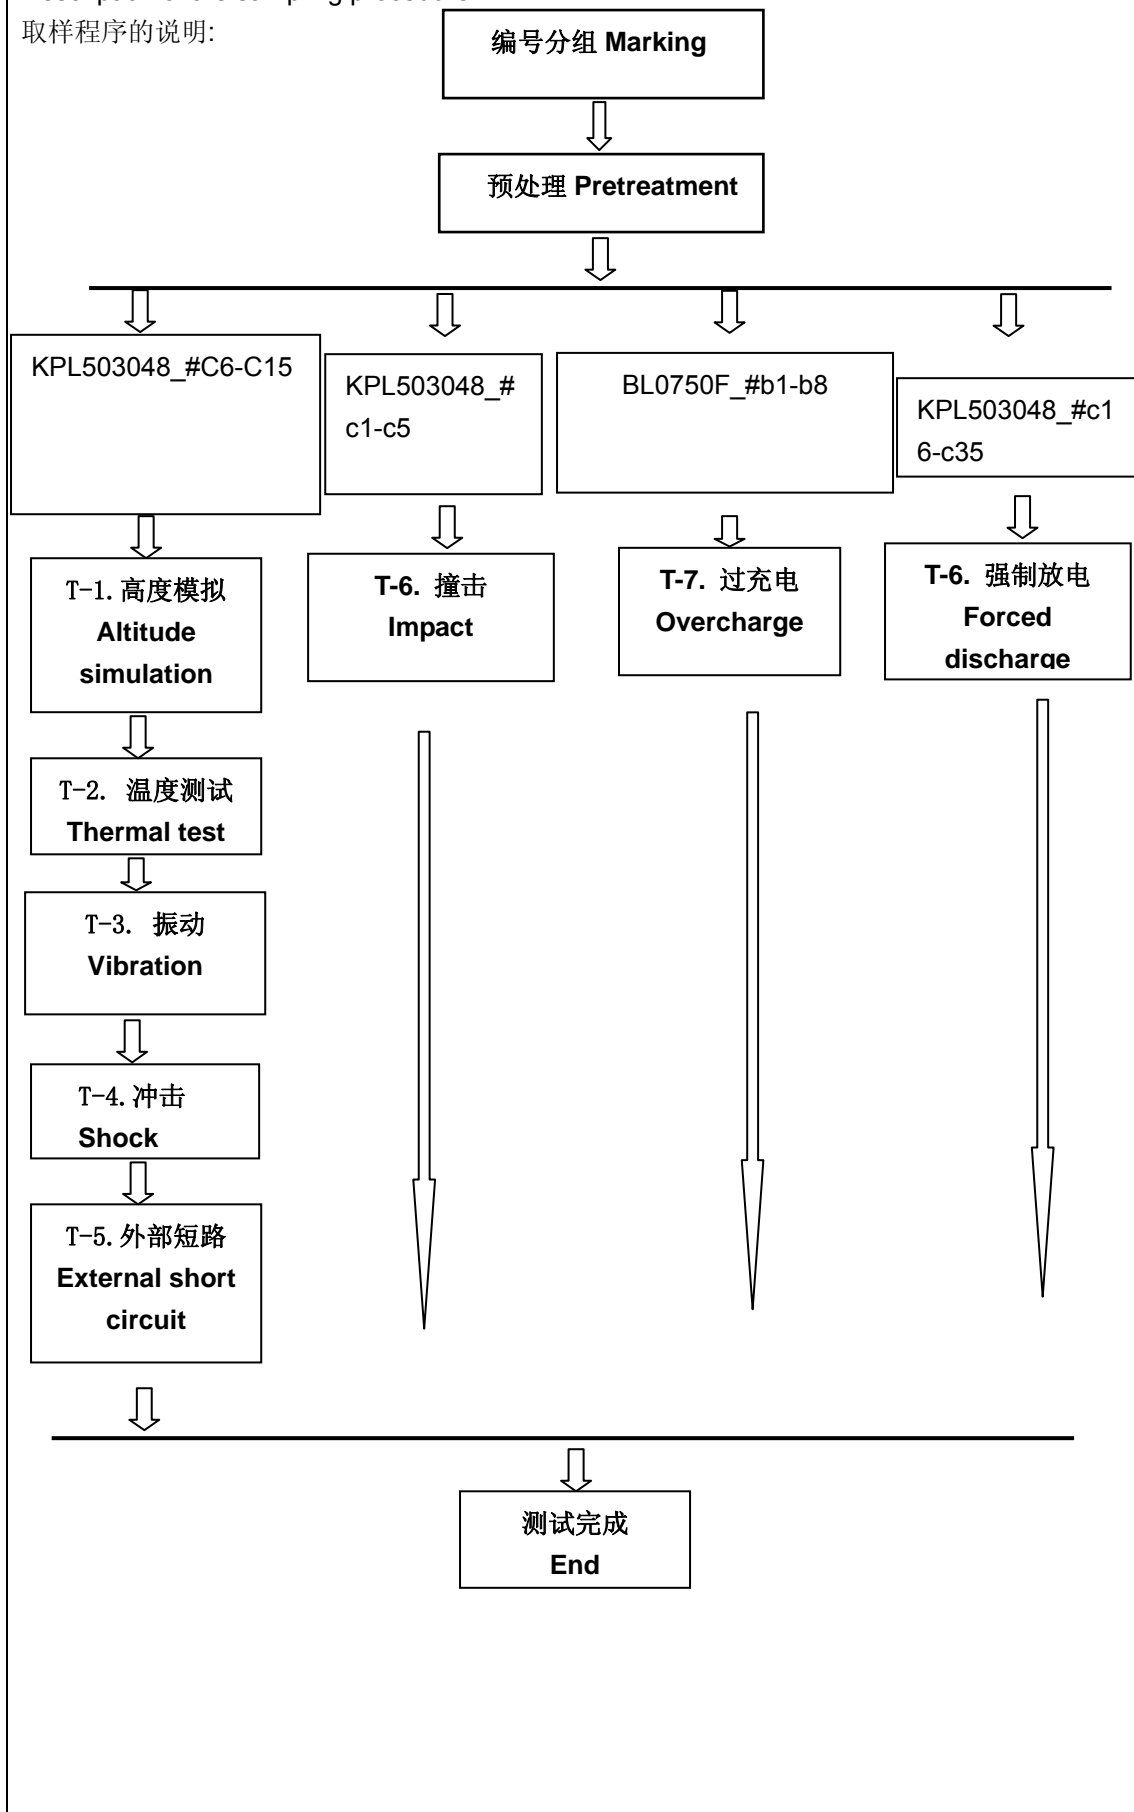 取样程序的说明:
编号分组 Marking
预处理 Pretreatment
KPL503048_#C6-C15
KPL503048_#
c1-c5
BL0750F_#b1-b8
KPL503048_#c1
6-c35
T-1.高度模拟
Altitude
simulation
T-6. 撞击
Impact
T-7. 过充电
Overcharge
T-6. 强制放电
Forced
discharge
T-2. 温度测试
Thermal test
T-3. 振动
Vibration
T-4.冲击
Shock
T-5.外部短路
External short
circuit
测试完成
End